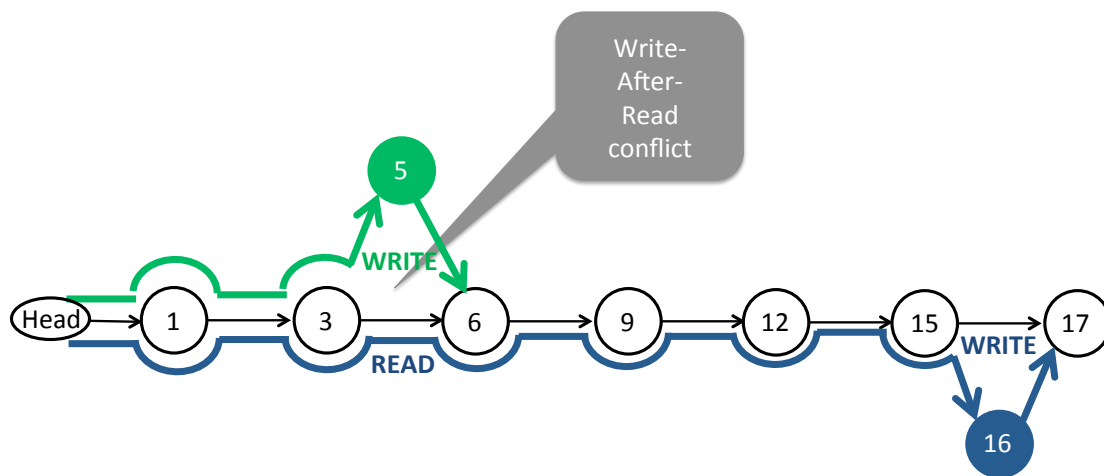 Write-
After-
Read
conflict
5
WRITE
Head
1
3
6
9
12
15
17
READ
WRITE
16